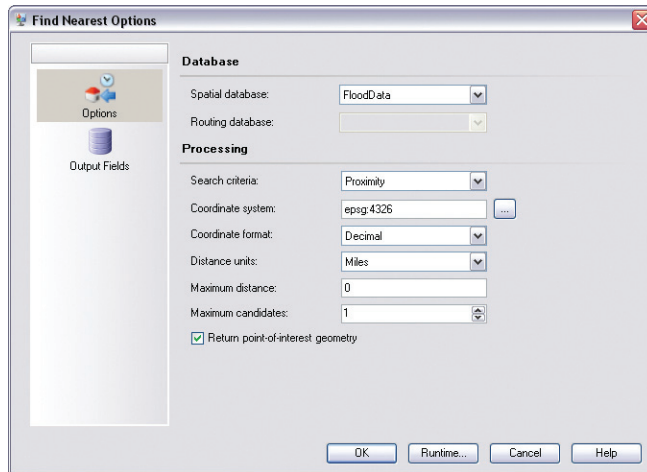 Find Nearest Options
Options
Output Fields
Database
Spatial database: FloodData
Routing database:
Processing
Search criteria: Proximity
Coordinate system: epsg:4326 ...
Coordinate format: Decimal
Distance units: Miles
Maximum distance: 0
Maximum candidates: 1
Return point-of-interest geometry
OK Runtime... Cancel Help